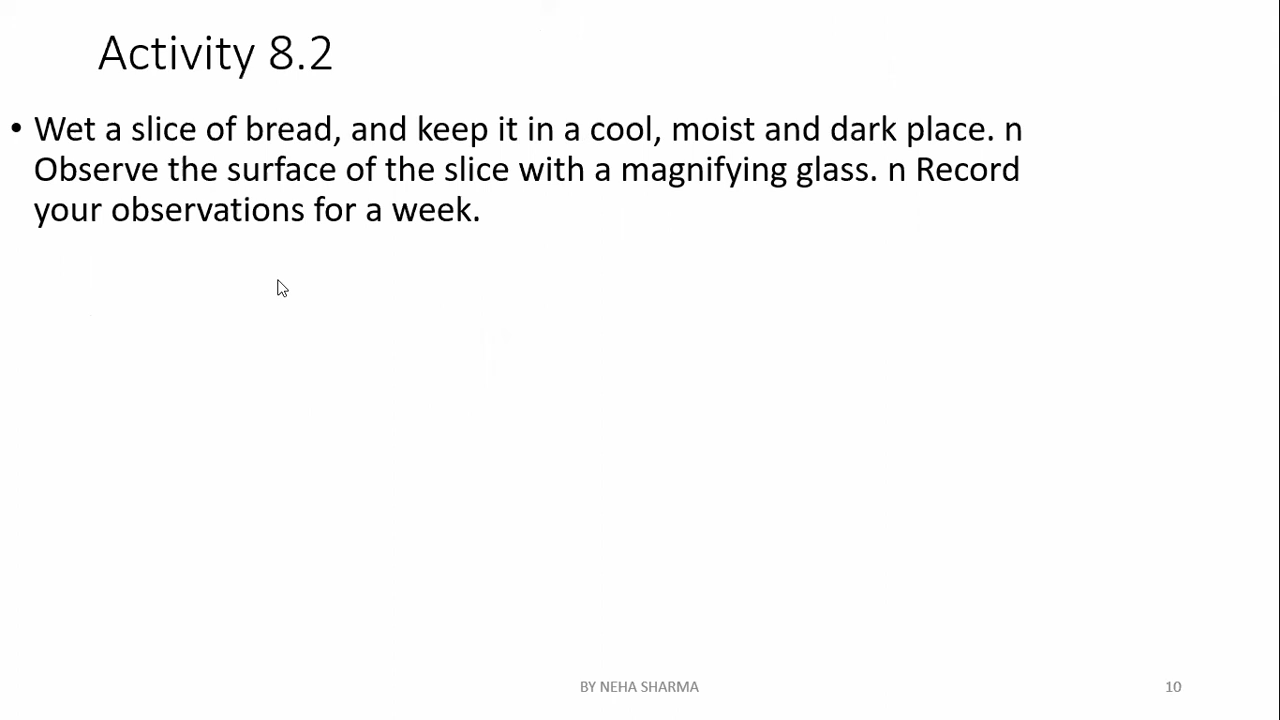 Activity 8.2
• Wet a slice of bread, and keep it in a cool, moist and dark place. n
Observe the surface of the slice with a magnifying glass. n Record
your observations for a week.
BY NEHA SHARMA
10